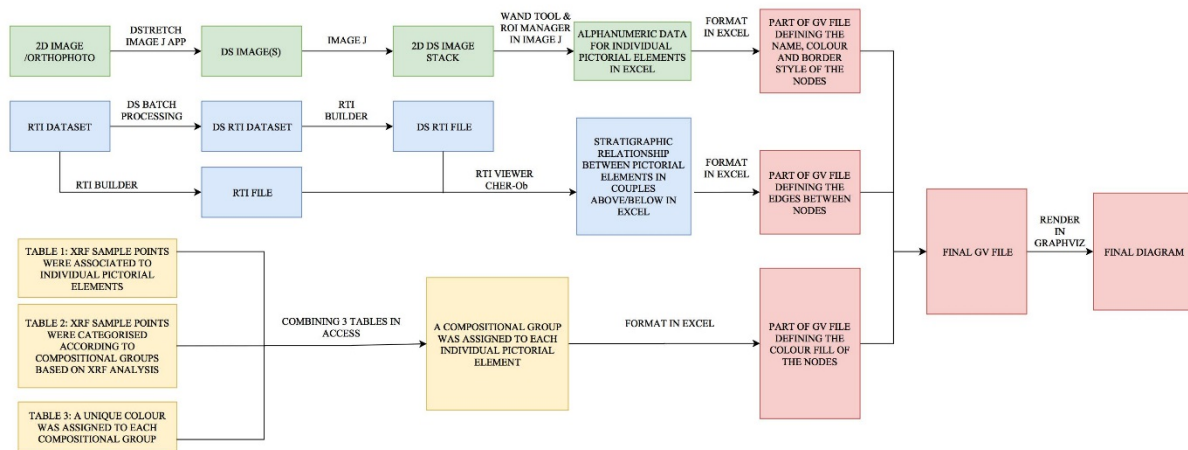 2D IMAGE
/ORTHOPHOTO
DSTRETCH
IMAGE J APP
DS IMAGE(S)
IMAGE J
2D DS IMAGE
STACK
WAND TOOL &
ROI MANAGER
IN IMAGE J
ALPHANUMERIC DATA
FOR INDIVIDUAL
PICTORIAL ELEMENTS
IN EXCEL
FORMAT
IN EXCEL
PART OF GV FILE
DEFINING THE
NAME, COLOUR
AND BORDER
STYLE OF THE
NODES
RTI DATASET
DS BATCH
PROCESSING
DS RTI DATASET
RTI
BUILDER
DS RTI FILE
RTI BUILDER
RTI FILE
RTI VIEWER
CHER-Ob
STRATIGRAPHIC
RELATIONSHIP
BETWEEN PICTORIAL
ELEMENTS IN
COUPLES
ABOVE/BELOW IN
EXCEL
FORMAT
IN EXCEL
PART OF GV FILE
DEFINING THE
EDGES BETWEEN
NODES
TABLE 1: XRF SAMPLE POINTS
WERE ASSOCIATED TO
INDIVIDUAL PICTORIAL
ELEMENTS
TABLE 2: XRF SAMPLE POINTS
WERE CATEGORISED
ACCORDING TO
COMPOSITIONAL GROUPS
BASED ON XRF ANALYSIS
TABLE 3: A UNIQUE COLOUR
WAS ASSIGNED TO EACH
COMPOSITIONAL GROUP
COMBINING 3 TABLES IN
ACCESS
A COMPOSITIONAL GROUP
WAS ASSIGNED TO EACH
INDIVIDUAL PICTORIAL
ELEMENT
FORMAT IN EXCEL
PART OF GV FILE
DEFINING THE
COLOUR FILL OF
THE NODES
FINAL GV FILE
RENDER
IN
GRAPHVIZ
FINAL DIAGRAM